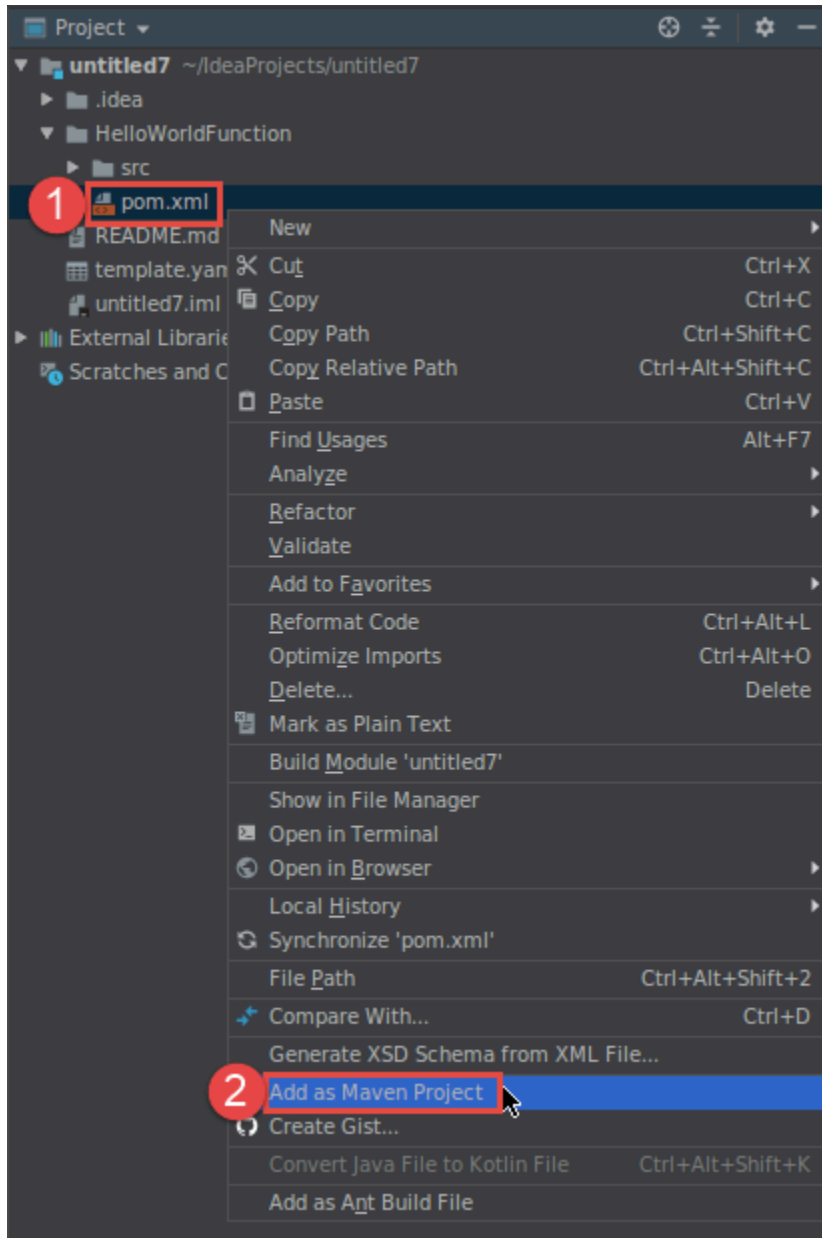 Project
untitled7 ~/IdeaProjects/untitled7
.idea
HelloWorldFunction
src
1 pom.xml
README.md
template.yam
untitled7.iml
External Librarie
Scratches and C
New
Cut Ctrl+X
Copy Ctrl+C
Copy Path Ctrl+Shift+C
Copy Relative Path Ctrl+Alt+Shift+C
Paste Ctrl+V
Find Usages Alt+F7
Analyze
Refactor
Validate
Add to Favorites
Reformat Code Ctrl+Alt+L
Optimize Imports Ctrl+Alt+O
Delete... Delete
Mark as Plain Text
Build Module 'untitled7'
Show in File Manager
Open in Terminal
Open in Browser
Local History
Synchronize 'pom.xml'
File Path Ctrl+Alt+Shift+2
Compare With... Ctrl+D
Generate XSD Schema from XML File...
2 Add as Maven Project
Create Gist...
Convert Java File to Kotlin File Ctrl+Alt+Shift+K
Add as Ant Build File